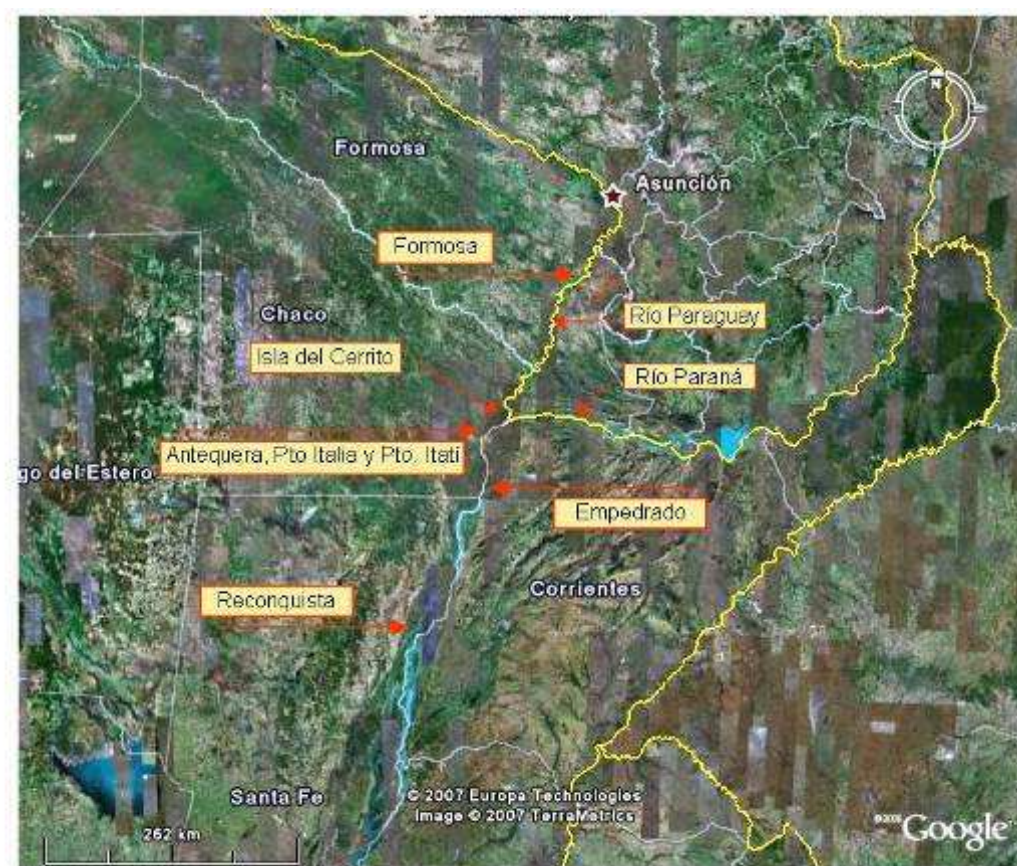 Formosa
Asunción
Formosa
Chaco
Río Paraguay
Isla del Cerrito
Río Paraná
Antequera, Pto Italia y Pto. Itatí
go del Estero
Empedrado
Corrientes
Reconquista
Santa Fe
© 2007 Europa Technologies
Image © 2007 TerraMetrics
262 km
N
Google